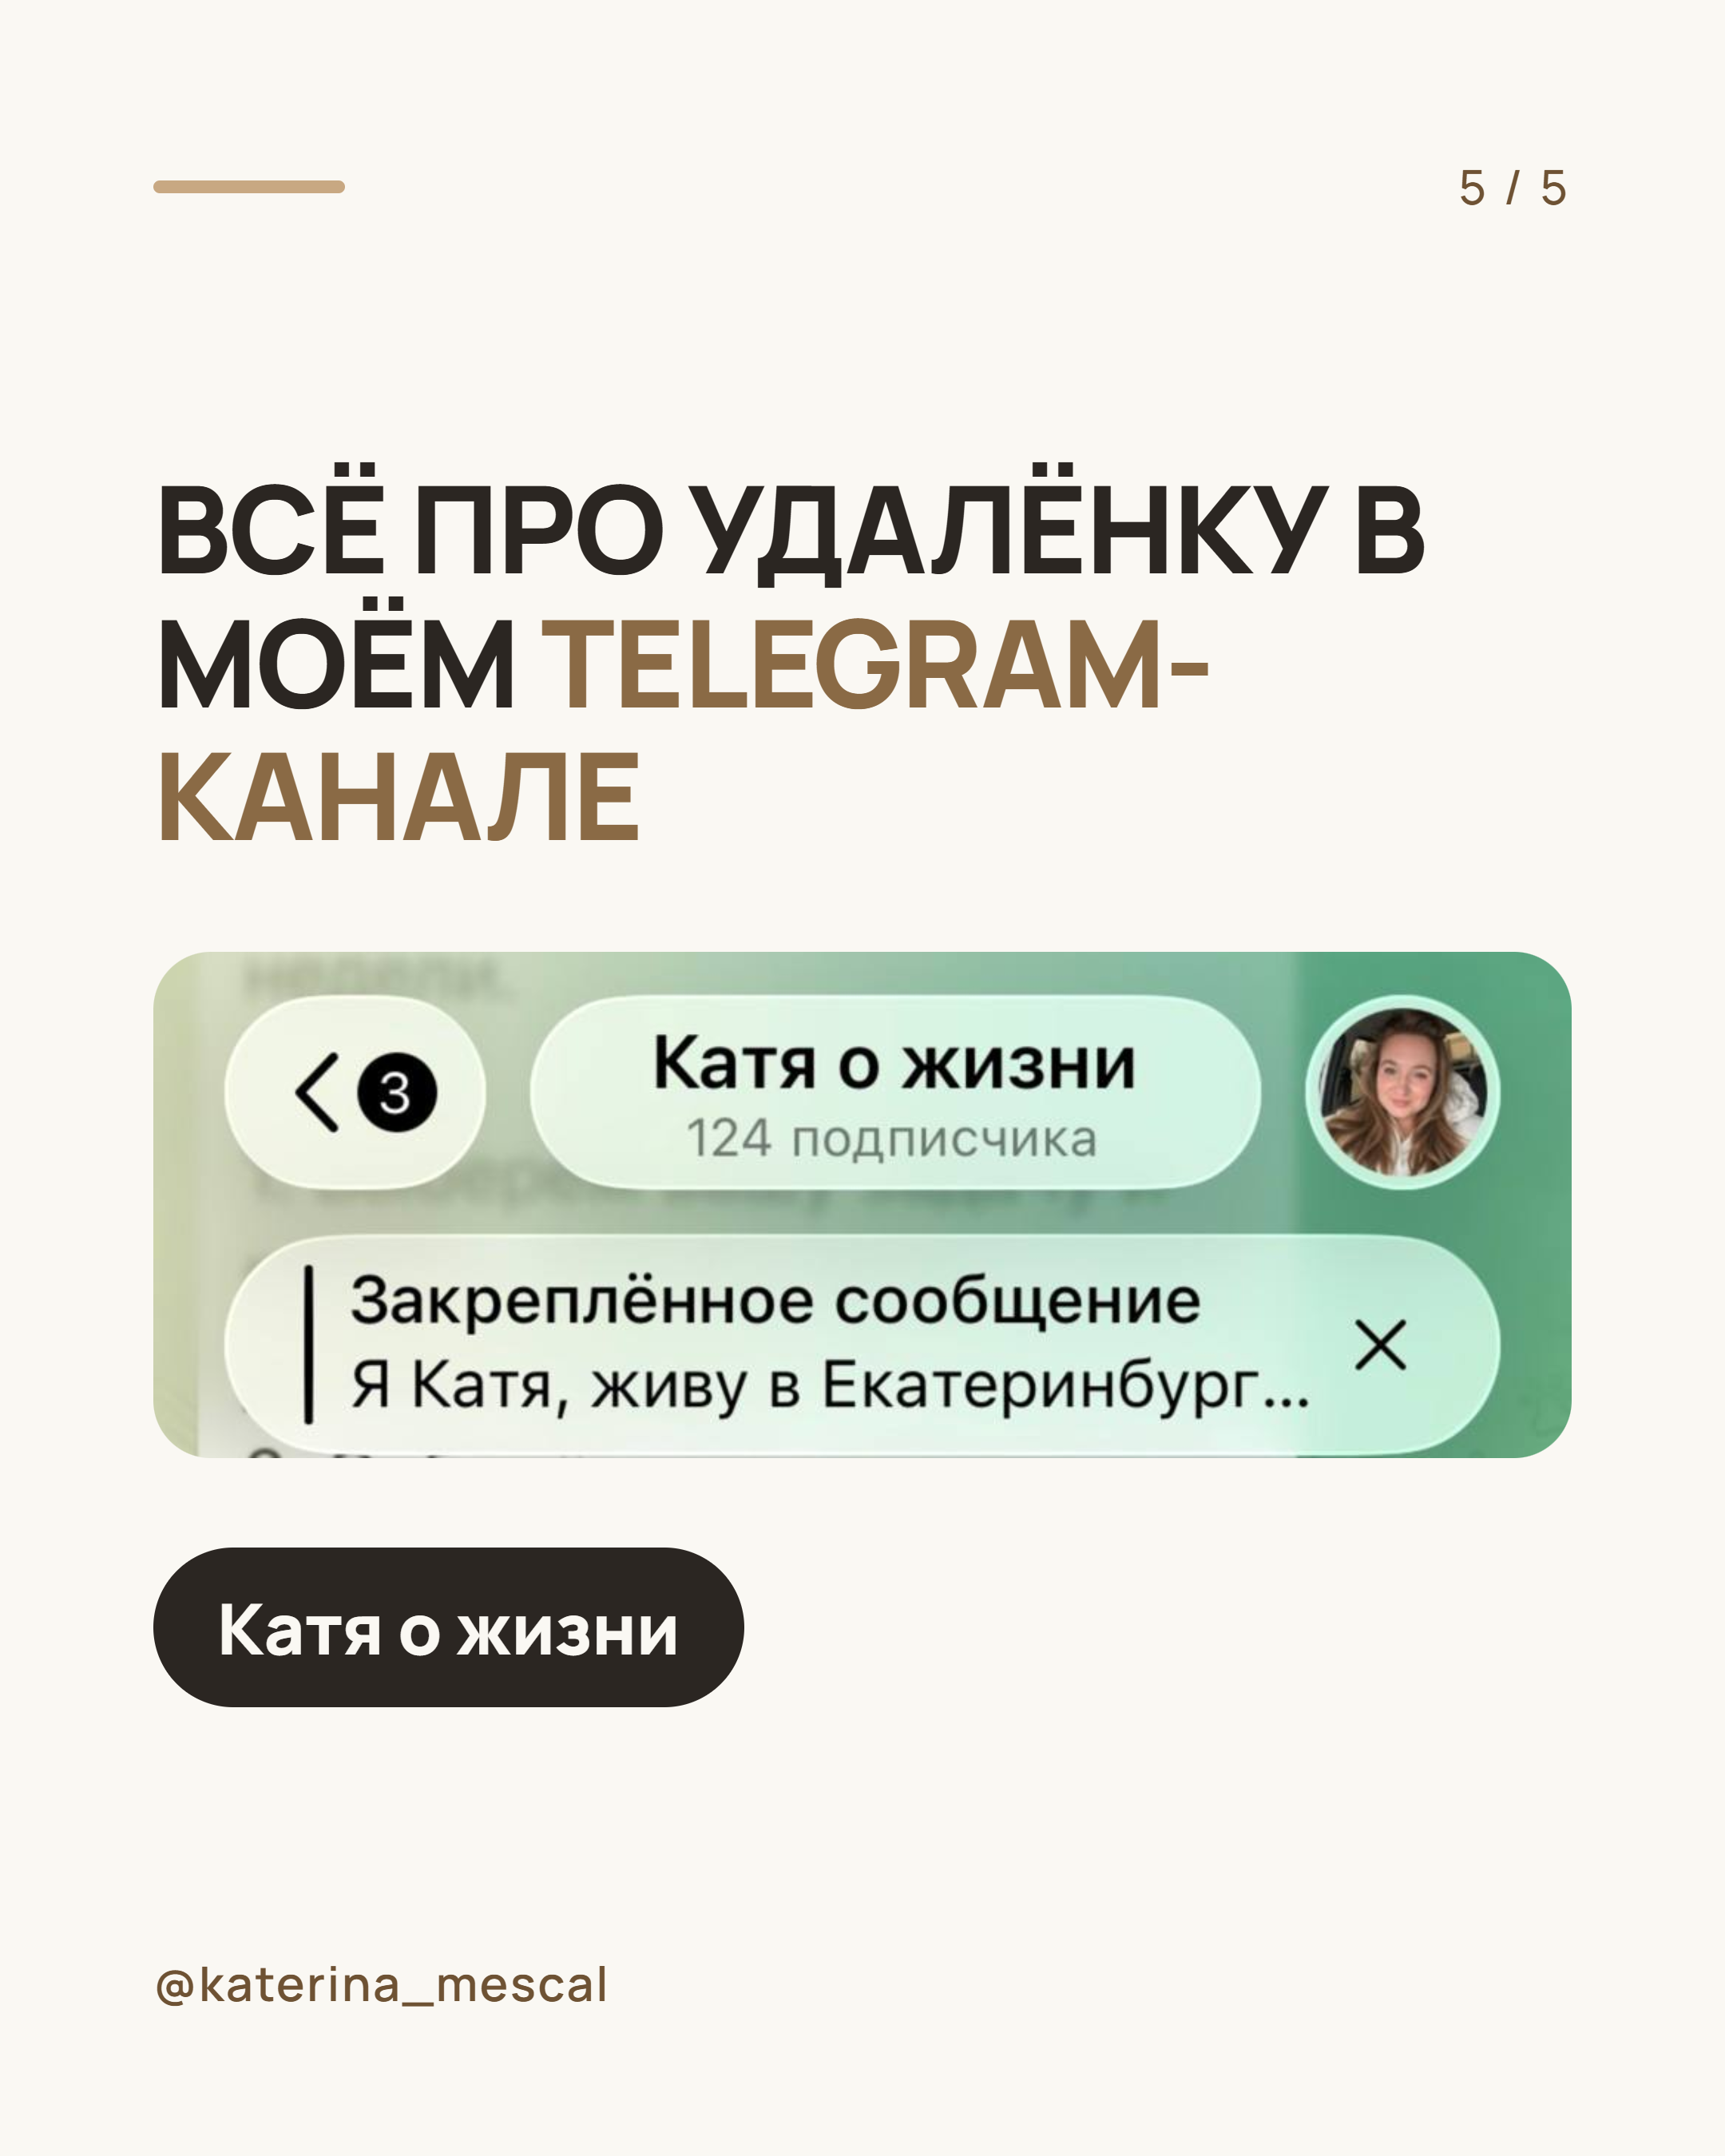 5 / 5
ВСЁ ПРО УДАЛЁНКУ В
МОЁМ TELEGRAM-
КАНАЛЕ
недели.
3
Катя о жизни
124 подписчика
Закреплённое сообщение
Я Катя, живу в Екатеринбург...
Катя о жизни
@katerina_mescal